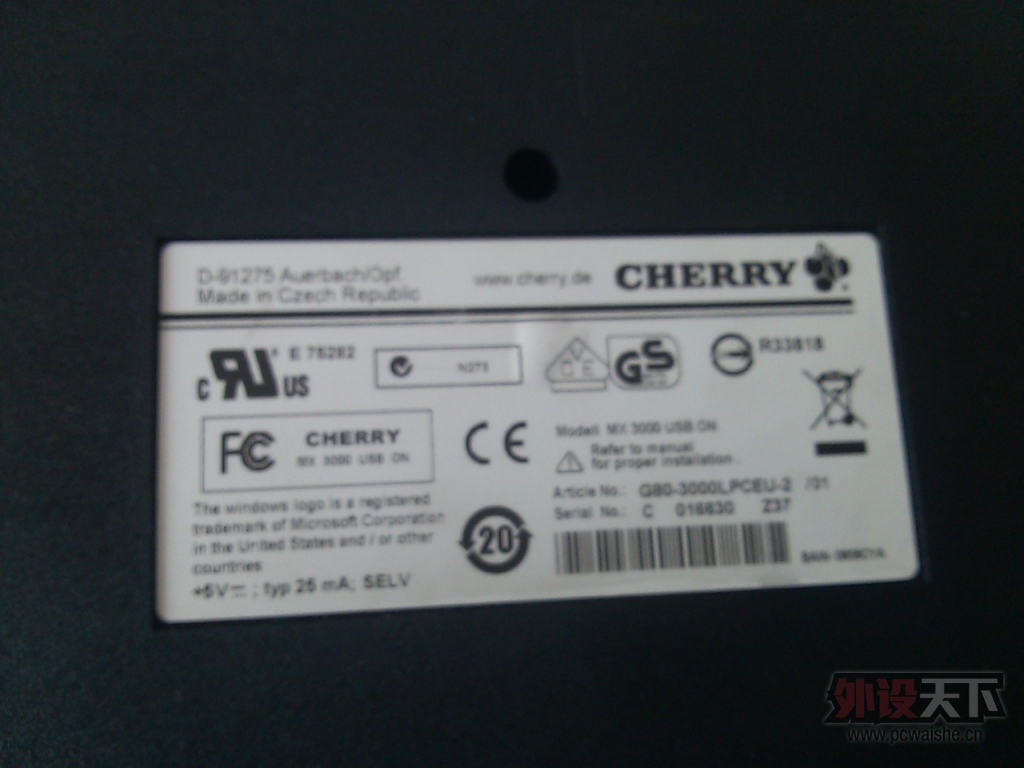 D-91275 Auerbach/Opf.
Made in Czech Republic
www.cherry.de
CHERRY
E 76282
c RU US
N273
CE
GS
R33818
FC CHERRY
MX 3000 USB ON
CE
Modell: MX 3000 USB ON
Refer to manual
for proper installation.
Article No.: G80-3000LPCEU-2 /01
Serial No.: C 016630 Z37
The windows logo is a registered
trademark of Microsoft Corporation
in the United States and / or other
countries
+5V⎓; typ 25 mA; SELV
20
外设天下
www.pcwaishe.cn